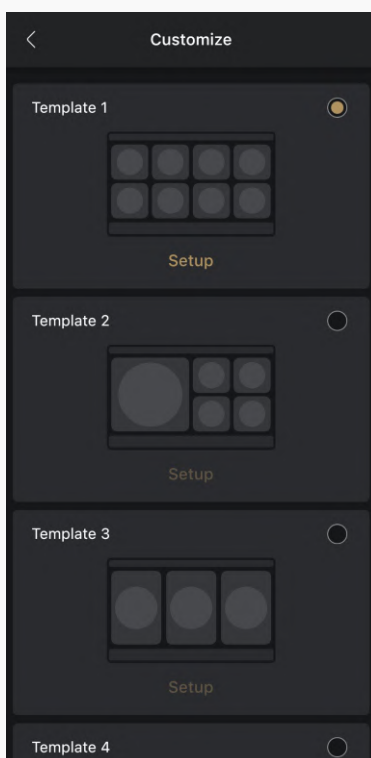 Customize
Template 1
Setup
Template 2
Setup
Template 3
Setup
Template 4